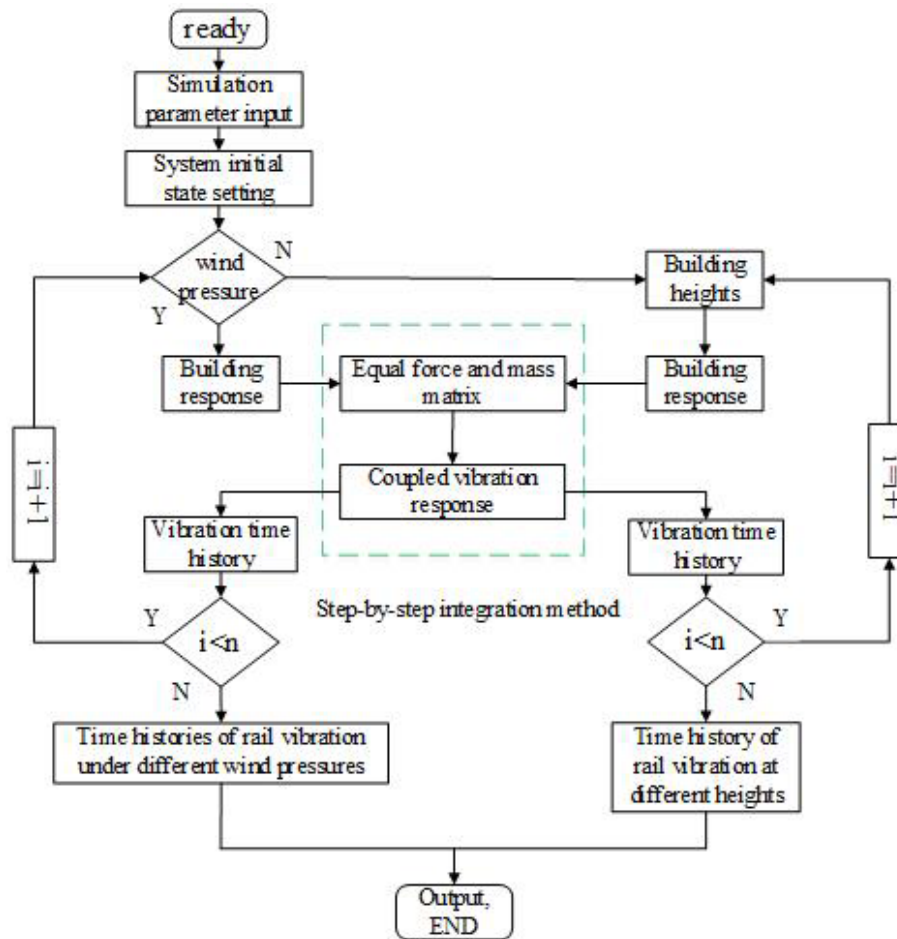 ready
Simulation
parameter input
System initial
state setting
wind
pressure
N
Y
Building
heights
Building
response
Equal force and mass
matrix
Building
response
i=i+1
i=i+1
Coupled vibration
response
Vibration time
history
Vibration time
history
Step-by-step integration method
Y
i<n
N
Y
i<n
N
Time histories of rail vibration
under different wind pressures
Time history of
rail vibration at
different heights
Output,
END